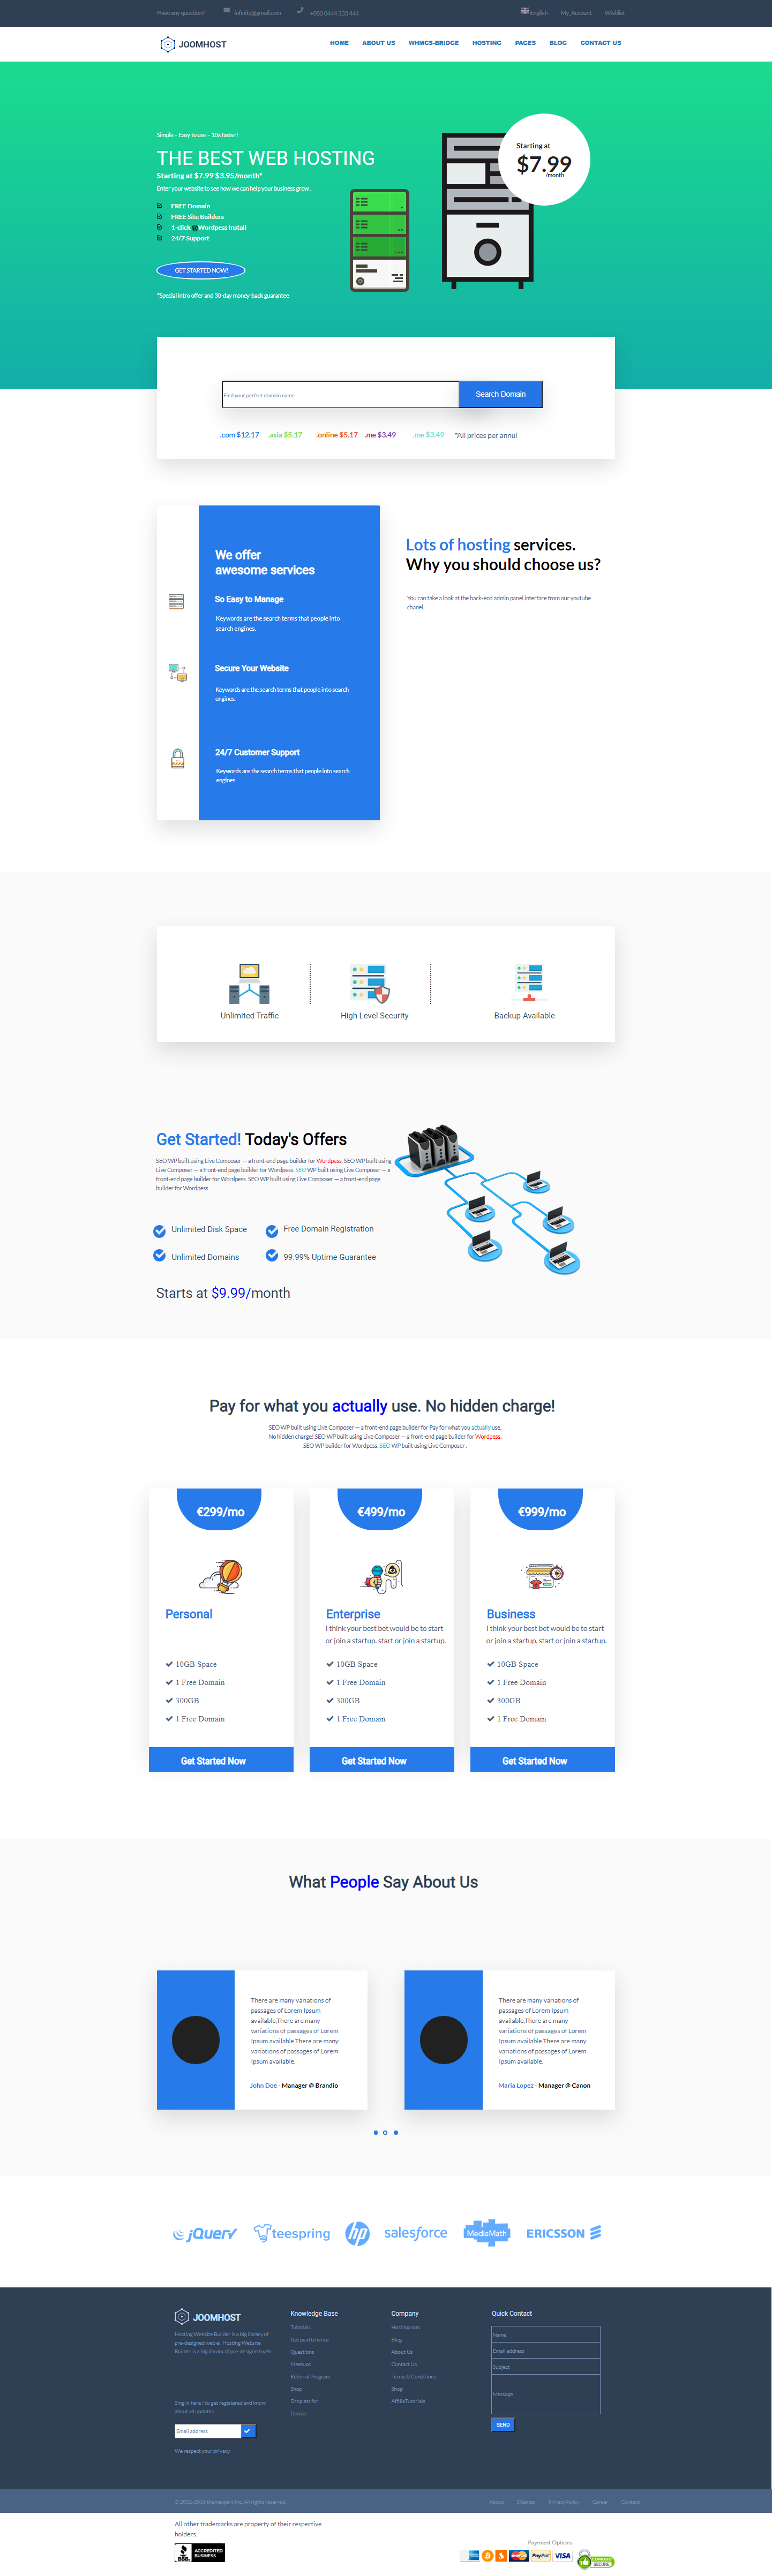 Have any question?
Infinity@gmail.com
+000 0444 333 444
English
My_Account
Wishlist
JOOMHOST
HOME
ABOUT US
WHMCS-BRIDGE
HOSTING
PAGES
BLOG
CONTACT US
Simple – Easy to use – 10x faster!
THE BEST WEB HOSTING
Starting at $7.99 $3.95/month*
Enter your website to see how we can help your business grow.
FREE Domain
FREE Site Builders
1-click Wordpess Install
24/7 Support
GET STARTED NOW!
*Special intro offer and 30-day money-back guarantee
Starting at
$7.99
/month
Find your perfect domain name
Search Domain
.com $12.17
.asia $5.17
.online $5.17
.me $3.49
.me $3.49
*All prices per annul
We offer
awesome services
So Easy to Manage
Keywords are the search terms that people into
search engines.
Secure Your Website
Keywords are the search terms that people into search
engines.
24/7 Customer Support
Keywords are the search terms that people into search
engines.
Lots of hosting services.
Why you should choose us?
You can take a look at the back-end admin panel interface from our youtube
chanel.
Unlimited Traffic
High Level Security
Backup Available
Get Started! Today's Offers
SEO WP built using Live Composer — a front-end page builder for Wordpess. SEO WP built using
Live Composer — a front-end page builder for Wordpess. SEO WP built using Live Composer — a
front-end page builder for Wordpess. SEO WP built using Live Composer — a front-end page
builder for Wordpess.
Unlimited Disk Space
Free Domain Registration
Unlimited Domains
99.99% Uptime Guarantee
Starts at $9.99/month
Pay for what you actually use. No hidden charge!
SEO WP built using Live Composer — a front-end page builder for Pay for what you actually use.
No hidden charge! SEO WP built using Live Composer — a front-end page builder for Wordpess.
SEO WP builder for Wordpess. SEO WP built using Live Composer .
€299/mo
Personal
10GB Space
1 Free Domain
300GB
1 Free Domain
Get Started Now
€499/mo
Enterprise
I think your best bet would be to start
or join a startup. start or join a startup.
10GB Space
1 Free Domain
300GB
1 Free Domain
Get Started Now
€999/mo
Business
I think your best bet would be to start
or join a startup. start or join a startup.
10GB Space
1 Free Domain
300GB
1 Free Domain
Get Started Now
What People Say About Us
There are many variations of
passages of Lorem Ipsum
available,There are many
variations of passages of Lorem
Ipsum available,There are many
variations of passages of Lorem
Ipsum available.
John Doe - Manager @ Brandio
There are many variations of
passages of Lorem Ipsum
available,There are many
variations of passages of Lorem
Ipsum available,There are many
variations of passages of Lorem
Ipsum available.
Maria Lopez - Manager @ Canon
jQuery
teespring
hp
salesforce
MediaMath
ERICSSON
JOOMHOST
Hosting Website Builder is a big library of
pre-designed web el. Hosting Website
Builder is a big library of pre-designed web.
Sing in here ! to get registered and know
about all updates.
Email address
We respect your privacy
Knowledge Base
Tutorials
Get paid to write
Questions
Meetups
Referral Program
Shop
Droplets for
Demos
Company
Hosting.com
Blog
About Us
Contact Us
Terms & Conditions
Shop
AffiliaTutorials
Quick Contact
Name
Email address
Subject
Message
SEND
© 2002-2018 themexpert Inc. All rights reserved.
About
Sitemap
PrivacyPolicy
Career
Contact
All other trademarks are property of their respective
holders.
BBB
ACCREDITED
BUSINESS
Payment Options
PayPal
VISA
SECURE